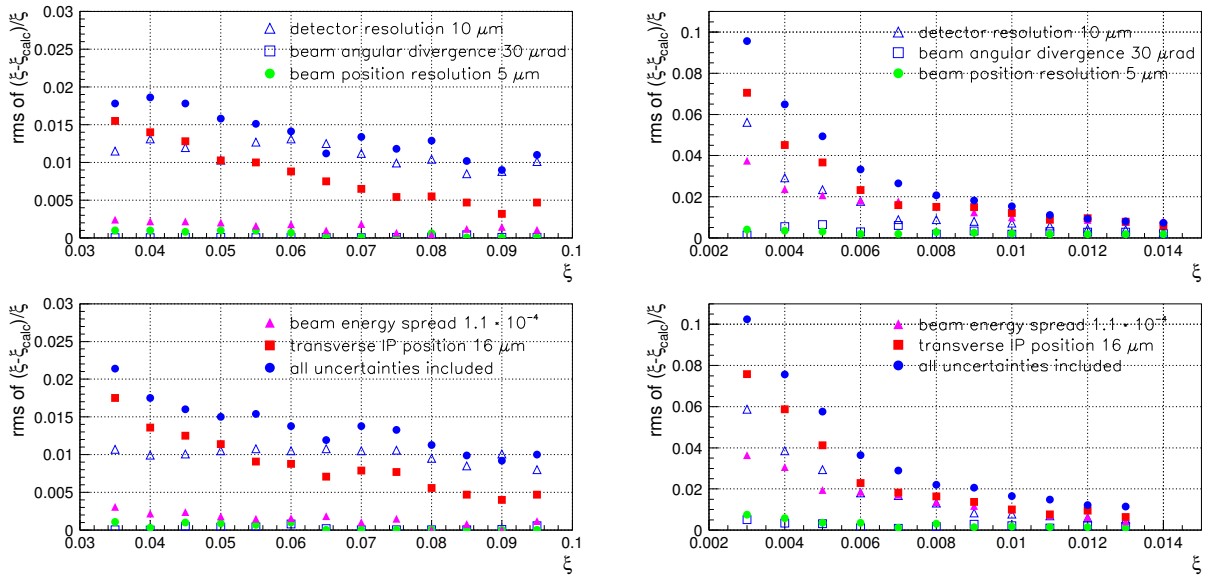 rms of (ξ-ξcalc)/ξ
0.03
0.025
0.02
0.015
0.01
0.005
0
△ detector resolution 10 μm
□ beam angular divergence 30 μrad
● beam position resolution 5 μm
0.03 0.04 0.05 0.06 0.07 0.08 0.09 0.1
ξ
rms of (ξ-ξcalc)/ξ
0.1
0.08
0.06
0.04
0.02
0
△ detector resolution 10 μm
□ beam angular divergence 30 μrad
● beam position resolution 5 μm
0.002 0.004 0.006 0.008 0.01 0.012 0.014
ξ
rms of (ξ-ξcalc)/ξ
0.03
0.025
0.02
0.015
0.01
0.005
0
▲ beam energy spread 1.1 * 10⁻⁴
■ transverse IP position 16 μm
● all uncertainties included
0.03 0.04 0.05 0.06 0.07 0.08 0.09 0.1
ξ
rms of (ξ-ξcalc)/ξ
0.1
0.08
0.06
0.04
0.02
0
▲ beam energy spread 1.1 * 10⁻⁴
■ transverse IP position 16 μm
● all uncertainties included
0.002 0.004 0.006 0.008 0.01 0.012 0.014
ξ